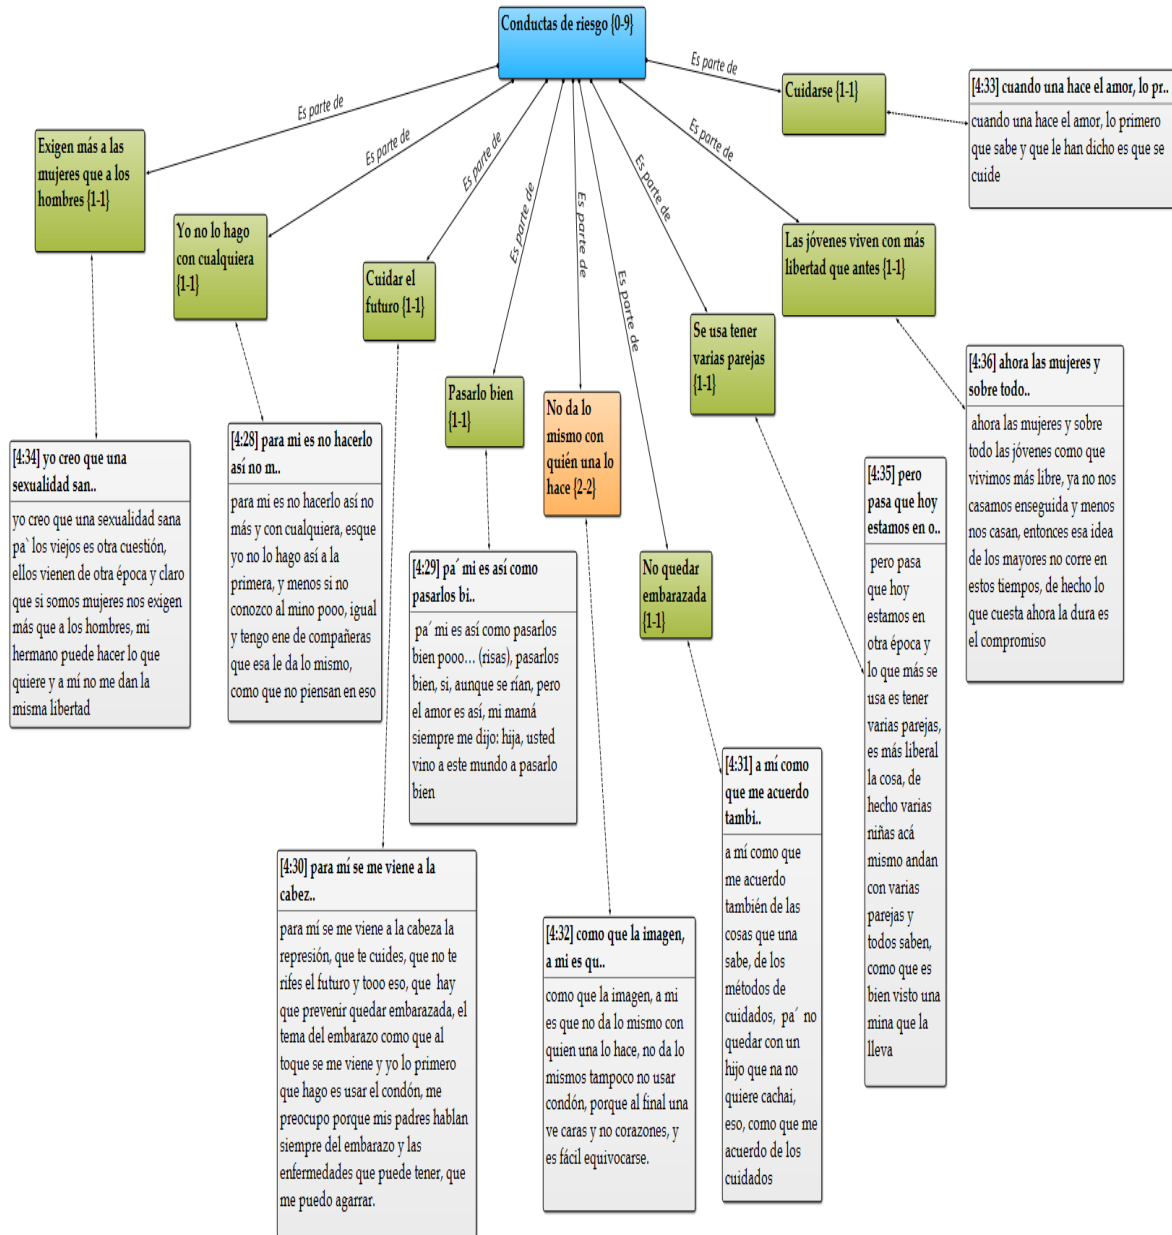 Conductas de riesgo {0-9}
Es parte de
Es parte de
Es parte de
Es parte de
Es parte de
Es parte de
Es parte de
Es parte de
Es parte de
Cuidarse {1-1}
[4:33] cuando una hace el amor, lo pr..
cuando una hace el amor, lo primero
que sabe y que le han dicho es que se
cuide
Exigen más a las
mujeres que a los
hombres {1-1}
Yo no lo hago
con cualquiera
{1-1}
Cuidar el
futuro {1-1}
Pasarlo bien
{1-1}
No da lo
mismo con
quién una lo
hace {2-2}
No quedar
embarazada
{1-1}
Se usa tener
varias parejas
{1-1}
Las jóvenes viven con más
libertad que antes {1-1}
[4:36] ahora las mujeres y
sobre todo..
ahora las mujeres y sobre
todo las jóvenes como que
vivimos más libre, ya no nos
casamos enseguida y menos
nos casan, entonces esa idea
de los mayores no corre en
estos tiempos, de hecho lo
que cuesta ahora la dura es
el compromiso
[4:34] yo creo que una
sexualidad san..
yo creo que una sexualidad sana
pa` los viejos es otra cuestión,
ellos vienen de otra época y claro
que si somos mujeres nos exigen
más que a los hombres, mi
hermano puede hacer lo que
quiere y a mí no me dan la
misma libertad
[4:28] para mi es no hacerlo
así no m..
para mi es no hacerlo así no
más y con cualquiera, esque
yo no lo hago así a la
primera, y menos si no
conozco al mino pooo, igual
y tengo ene de compañeras
que esa le da lo mismo,
como que no piensan en eso
[4:29] pa´ mi es así como
pasarlos bi..
pa´ mi es así como pasarlos
bien pooo... (risas), pasarlos
bien, si, aunque se rían, pero
el amor es así, mi mamá
siempre me dijo: hija, usted
vino a este mundo a pasarlo
bien
[4:35] pero
pasa que hoy
estamos en o..
pero pasa
que hoy
estamos en
otra época y
lo que más se
usa es tener
varias parejas,
es más liberal
la cosa, de
hecho varias
niñas acá
mismo andan
con varias
parejas y
todos saben,
como que es
bien visto una
mina que la
lleva
[4:31] a mí como
que me acuerdo
tambi..
a mí como que
me acuerdo
también de las
cosas que una
sabe, de los
métodos de
cuidados, pa´ no
quedar con un
hijo que na no
quiere cachai,
eso, como que me
acuerdo de los
cuidados
[4:30] para mí se me viene a la
cabez..
para mí se me viene a la cabeza la
represión, que te cuides, que no te
rifes el futuro y tooo eso, que hay
que prevenir quedar embarazada, el
tema del embarazo como que al
toque se me viene y yo lo primero
que hago es usar el condón, me
preocupo porque mis padres hablan
siempre del embarazo y las
enfermedades que puede tener, que
me puedo agarrar.
[4:32] como que la imagen,
a mi es qu..
como que la imagen, a mi
es que no da lo mismo con
quien una lo hace, no da lo
mismos tampoco no usar
condón, porque al final una
ve caras y no corazones, y
es fácil equivocarse.